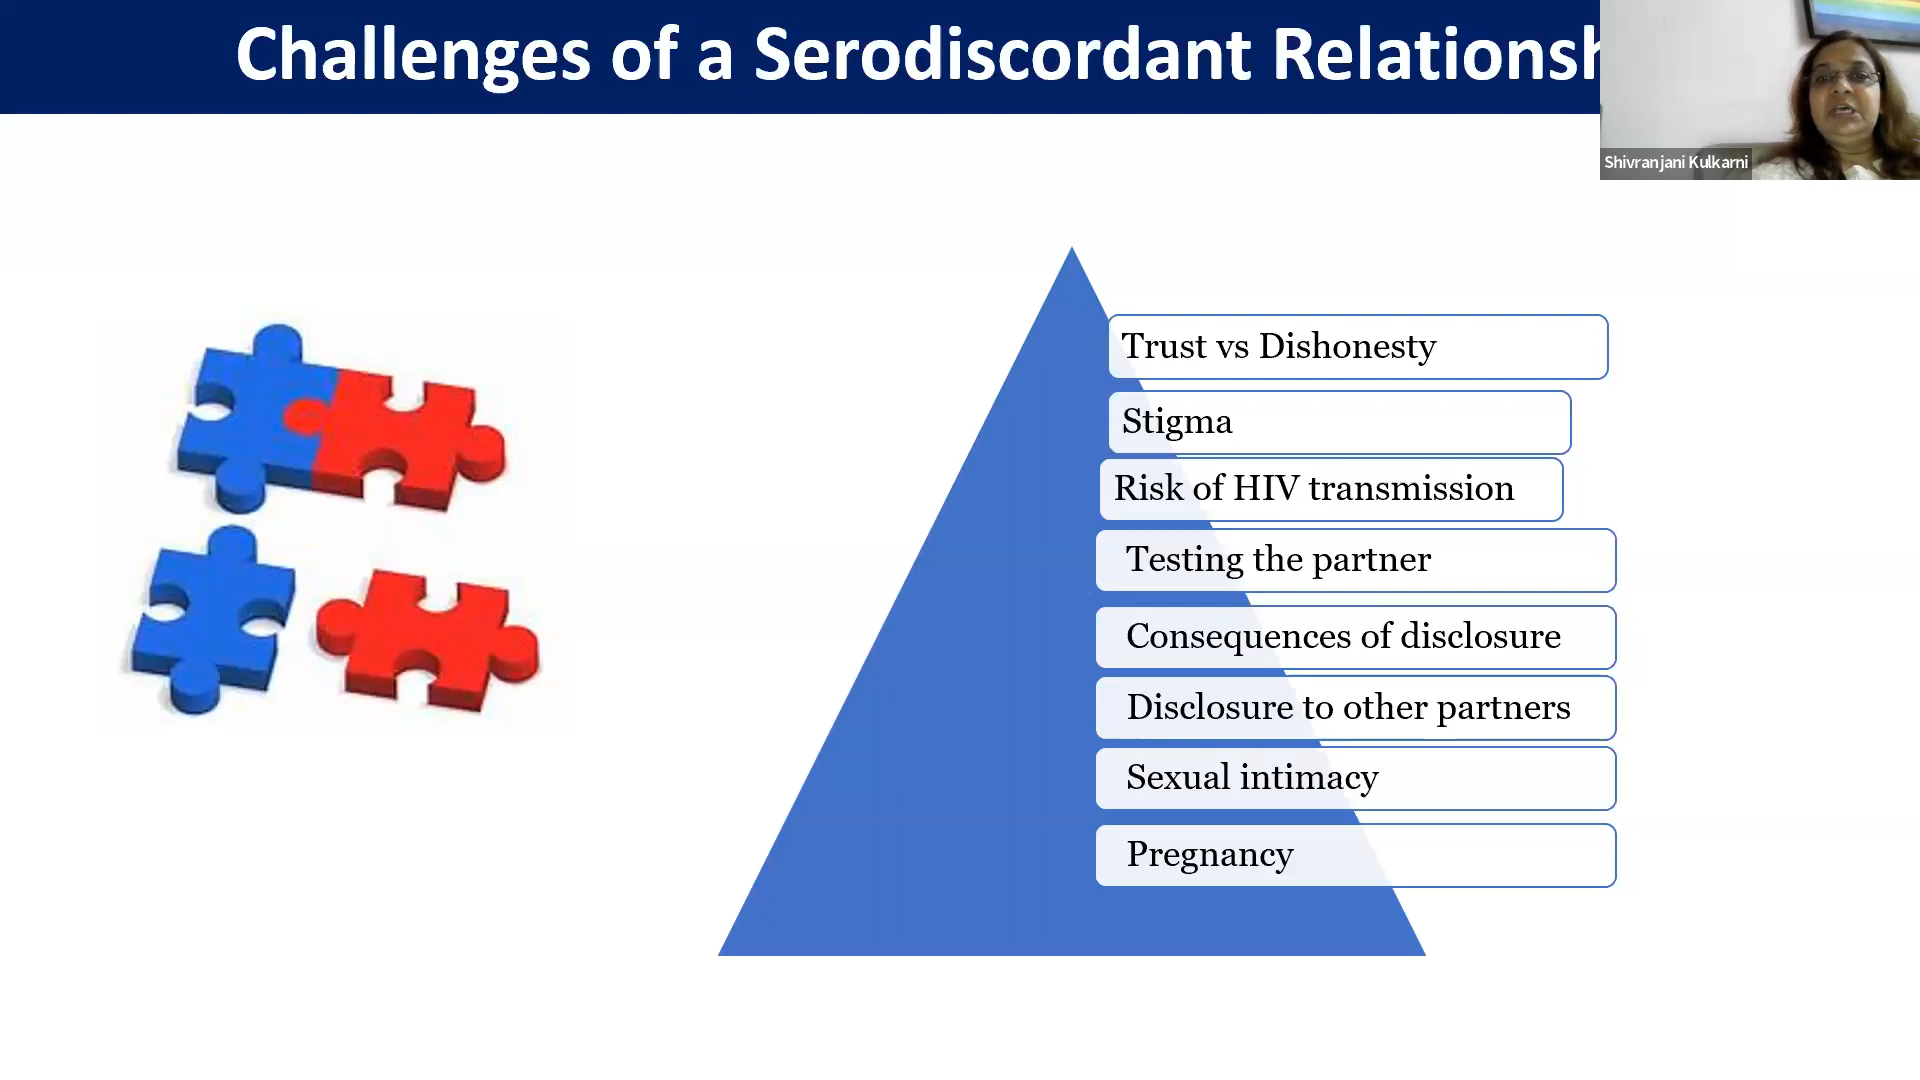 Challenges of a Serodiscordant
Shivranjani Kulkarni
Trust vs Dishonesty
Stigma
Risk of HIV transmission
Testing the partner
Consequences of disclosure
Disclosure to other partners
Sexual intimacy
Pregnancy